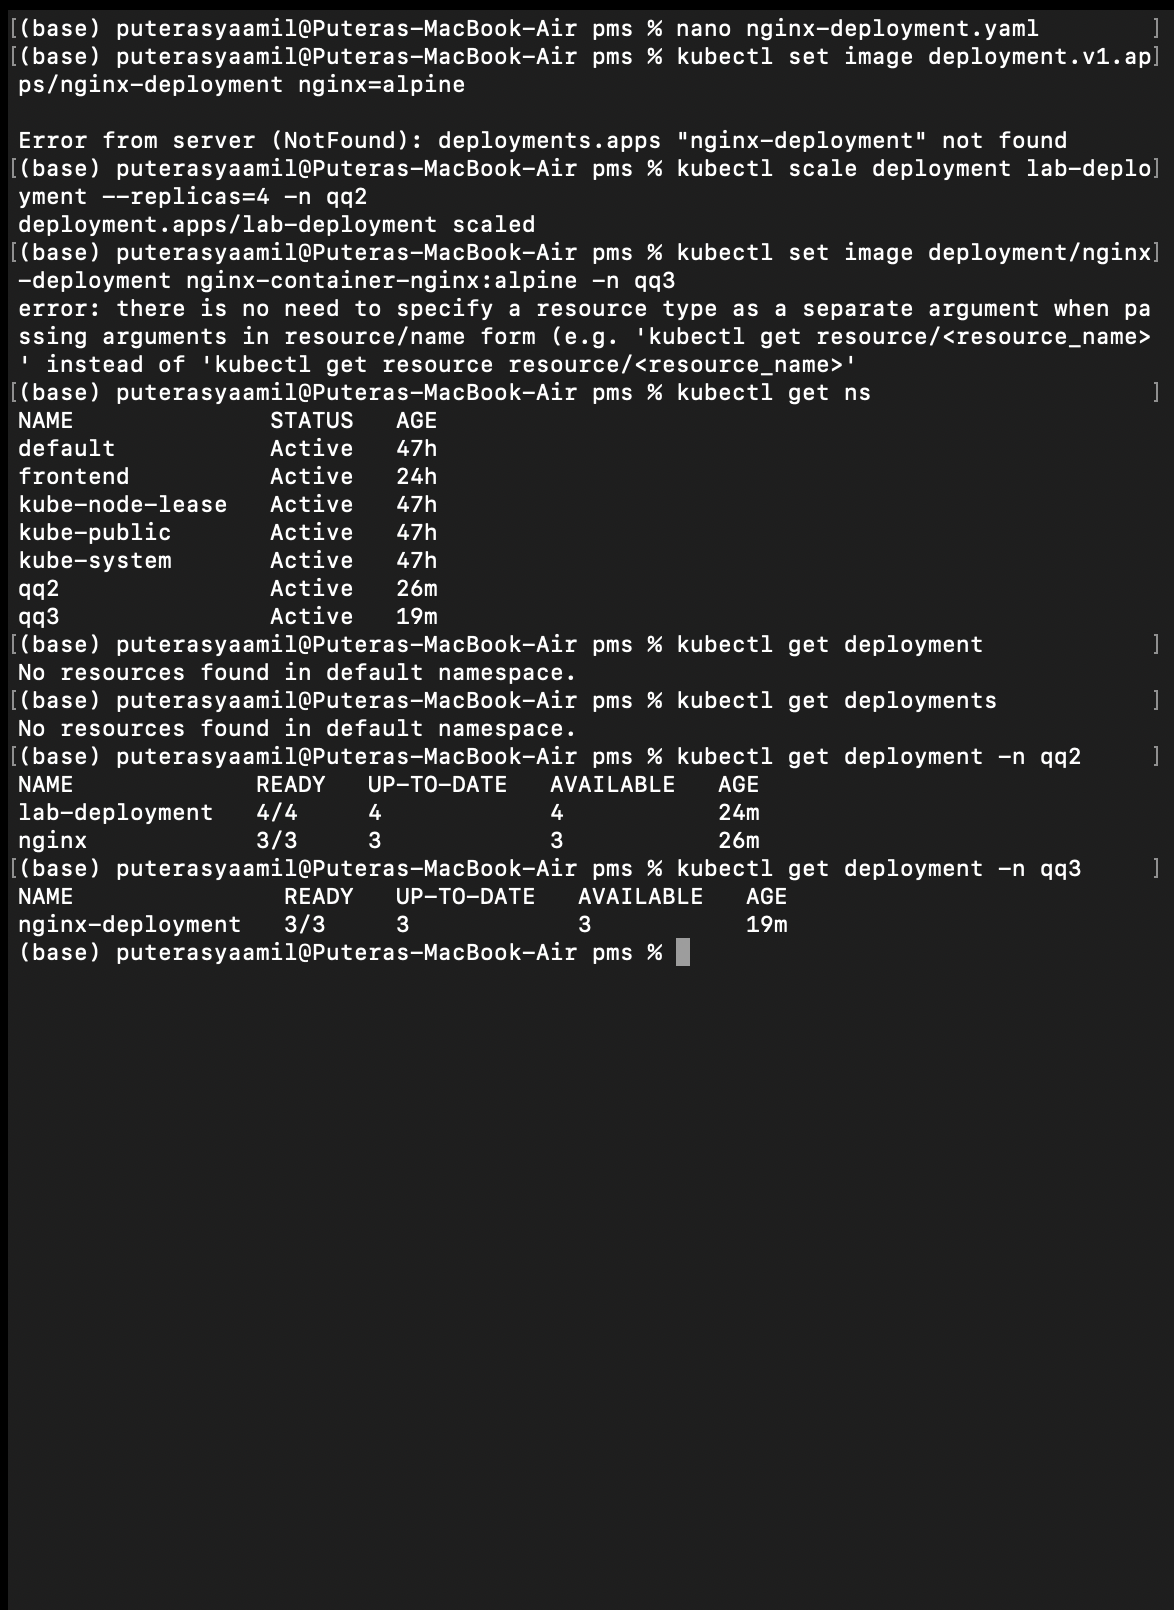 [(base) puterasyaamil@Puteras-MacBook-Air pms % nano nginx-deployment.yaml ]
[(base) puterasyaamil@Puteras-MacBook-Air pms % kubectl set image deployment.v1.ap]
ps/nginx-deployment nginx=alpine
Error from server (NotFound): deployments.apps "nginx-deployment" not found
[(base) puterasyaamil@Puteras-MacBook-Air pms % kubectl scale deployment lab-deplo]
yment --replicas=4 -n qq2
deployment.apps/lab-deployment scaled
[(base) puterasyaamil@Puteras-MacBook-Air pms % kubectl set image deployment/nginx]
-deployment nginx-container-nginx:alpine -n qq3
error: there is no need to specify a resource type as a separate argument when pa
ssing arguments in resource/name form (e.g. 'kubectl get resource/<resource_name>
' instead of 'kubectl get resource resource/<resource_name>'
[(base) puterasyaamil@Puteras-MacBook-Air pms % kubectl get ns ]
NAME STATUS AGE
default Active 47h
frontend Active 24h
kube-node-lease Active 47h
kube-public Active 47h
kube-system Active 47h
qq2 Active 26m
qq3 Active 19m
[(base) puterasyaamil@Puteras-MacBook-Air pms % kubectl get deployment ]
No resources found in default namespace.
[(base) puterasyaamil@Puteras-MacBook-Air pms % kubectl get deployments ]
No resources found in default namespace.
[(base) puterasyaamil@Puteras-MacBook-Air pms % kubectl get deployment -n qq2 ]
NAME READY UP-TO-DATE AVAILABLE AGE
lab-deployment 4/4 4 4 24m
nginx 3/3 3 3 26m
[(base) puterasyaamil@Puteras-MacBook-Air pms % kubectl get deployment -n qq3 ]
NAME READY UP-TO-DATE AVAILABLE AGE
nginx-deployment 3/3 3 3 19m
(base) puterasyaamil@Puteras-MacBook-Air pms %